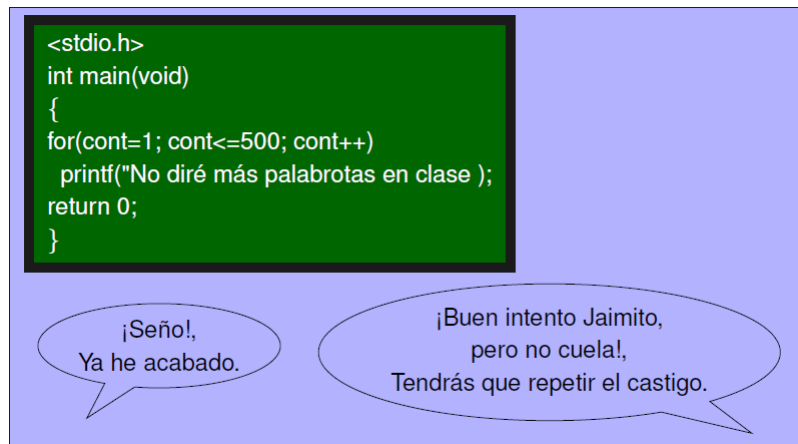 <stdio.h>
int main(void)
{
for(cont=1; cont<=500; cont++)
printf("No diré más palabrotas en clase );
return 0;
}
¡Seño!,
Ya he acabado.
¡Buen intento Jaimito,
pero no cuela!,
Tendrás que repetir el castigo.